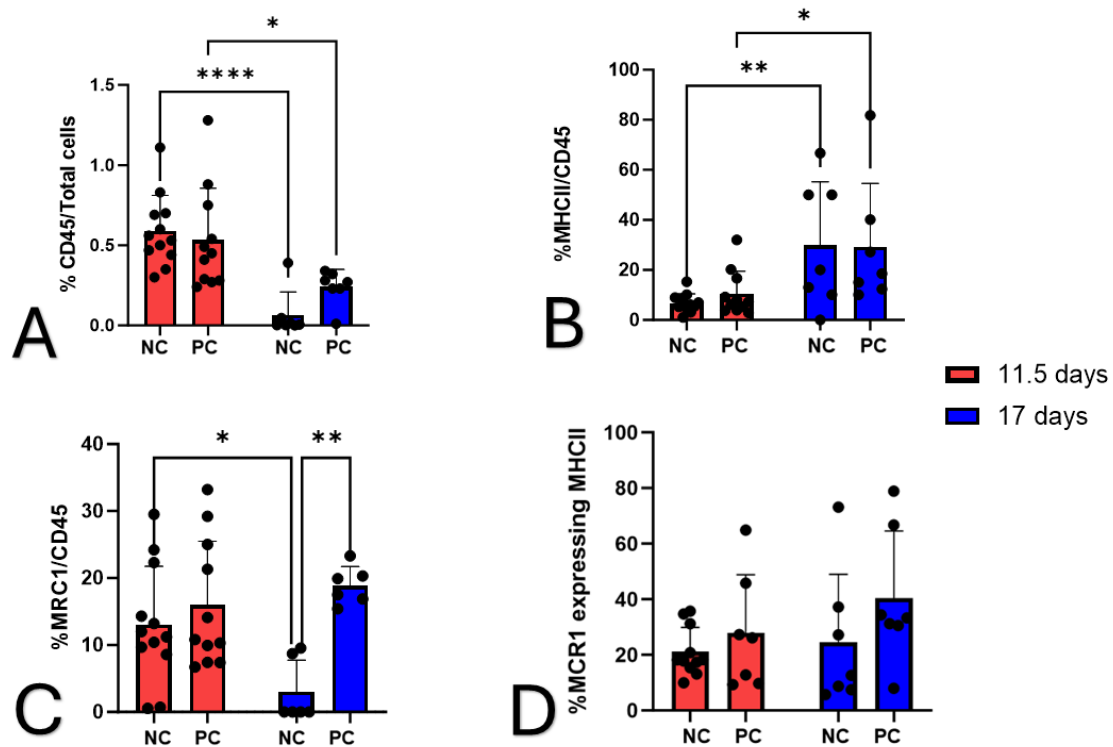 *
****
1.5
1.0
0.5
0.0
% CD45/Total cells
NC PC NC PC
A
*
**
100
80
60
40
20
0
%MHCII/CD45
NC PC NC PC
B
11.5 days
17 days
* **
40
30
20
10
0
%MRC1/CD45
NC PC NC PC
C
100
80
60
40
20
0
%MCR1 expressing MHCII
NC PC NC PC
D